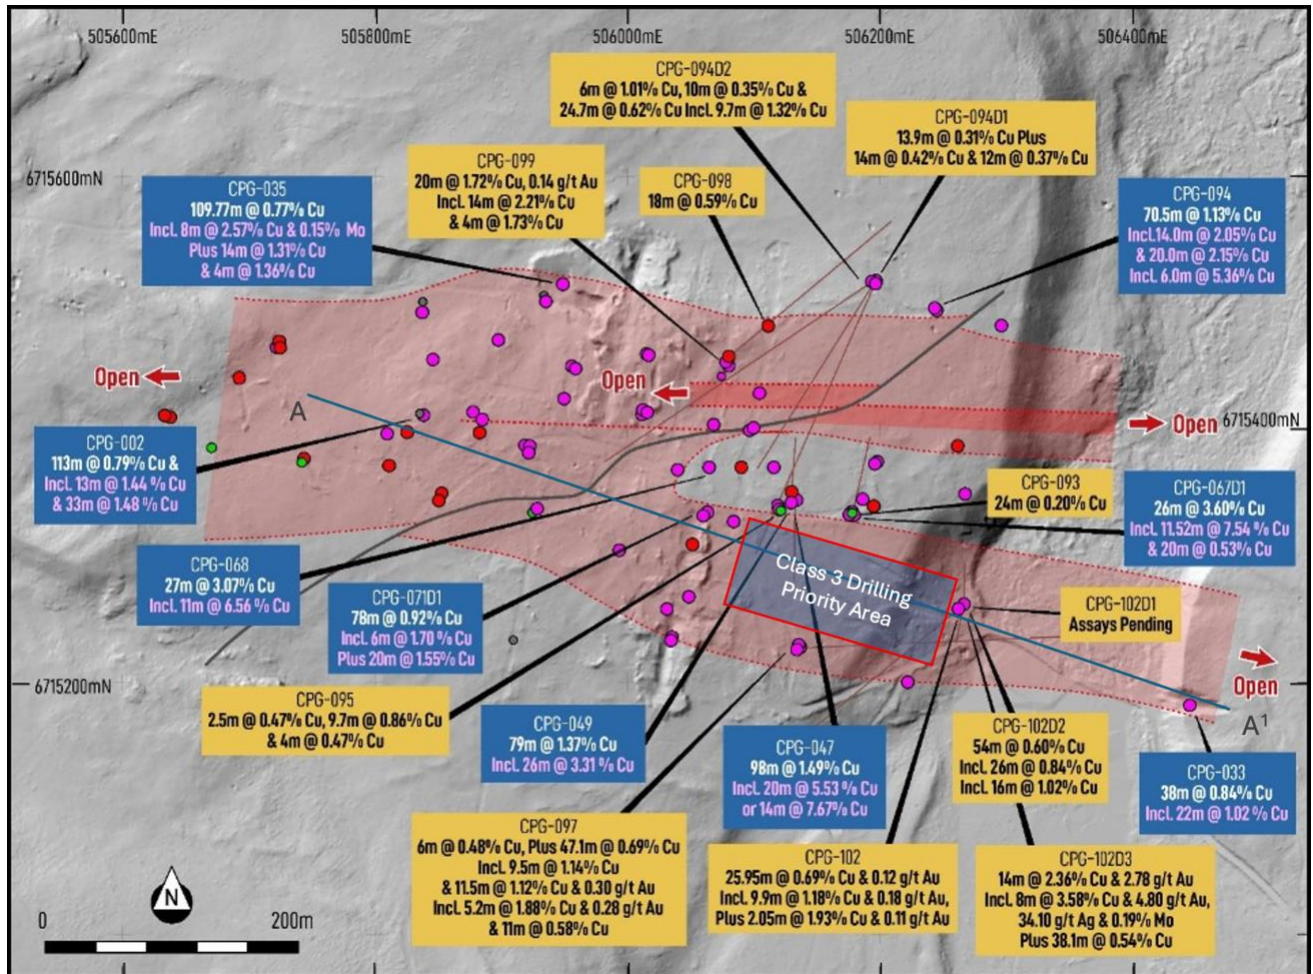 505600mE
505800mE
506000mE
506200mE
506400mE
CPG-094D2
6m @ 1.01% Cu, 10m @ 0.35% Cu &
24.7m @ 0.62% Cu Incl. 9.7m @ 1.32% Cu
CPG-094D1
13.9m @ 0.31% Cu Plus
14m @ 0.42% Cu & 12m @ 0.37% Cu
6715600mN
CPG-099
20m @ 1.72% Cu, 0.14 g/t Au
Incl. 14m @ 2.21% Cu
& 4m @ 1.73% Cu
CPG-098
18m @ 0.59% Cu
CPG-035
109.77m @ 0.77% Cu
Incl. 8m @ 2.57% Cu & 0.15% Mo
Plus 14m @ 1.31% Cu
& 4m @ 1.36% Cu
CPG-094
70.5m @ 1.13% Cu
Incl.14.0m @ 2.05% Cu
& 20.0m @ 2.15% Cu
Incl. 6.0m @ 5.36% Cu
Open
Open
Open
6715400mN
A
CPG-002
113m @ 0.79% Cu &
Incl. 13m @ 1.44 % Cu
& 33m @ 1.48 % Cu
CPG-093
24m @ 0.20% Cu
CPG-067D1
26m @ 3.60% Cu
Incl. 11.52m @ 7.54 % Cu
& 20m @ 0.53% Cu
CPG-068
27m @ 3.07% Cu
Incl. 11m @ 6.56 % Cu
CPG-071D1
78m @ 0.92% Cu
Incl. 6m @ 1.70 % Cu
Plus 20m @ 1.55% Cu
Class 3 Drilling
Priority Area
CPG-102D1
Assays Pending
6715200mN
Open
A1
CPG-095
2.5m @ 0.47% Cu, 9.7m @ 0.86% Cu
& 4m @ 0.47% Cu
CPG-049
79m @ 1.37% Cu
Incl. 26m @ 3.31 % Cu
CPG-047
98m @ 1.49% Cu
Incl. 20m @ 5.53 % Cu
or 14m @ 7.67% Cu
CPG-102D2
54m @ 0.60% Cu
Incl. 26m @ 0.84% Cu
Incl. 16m @ 1.02% Cu
CPG-033
38m @ 0.84% Cu
Incl. 22m @ 1.02 % Cu
CPG-097
6m @ 0.48% Cu, Plus 47.1m @ 0.69% Cu
Incl. 9.5m @ 1.14% Cu
& 11.5m @ 1.12% Cu & 0.30 g/t Au
Incl. 5.2m @ 1.88% Cu & 0.28 g/t Au
& 11m @ 0.58% Cu
CPG-102
25.95m @ 0.69% Cu & 0.12 g/t Au
Incl. 9.9m @ 1.18% Cu & 0.18 g/t Au,
Plus 2.05m @ 1.93% Cu & 0.11 g/t Au
CPG-102D3
14m @ 2.36% Cu & 2.78 g/t Au
Incl. 8m @ 3.58% Cu & 4.80 g/t Au,
34.10 g/t Ag & 0.19% Mo
Plus 38.1m @ 0.54% Cu
N
0
200m